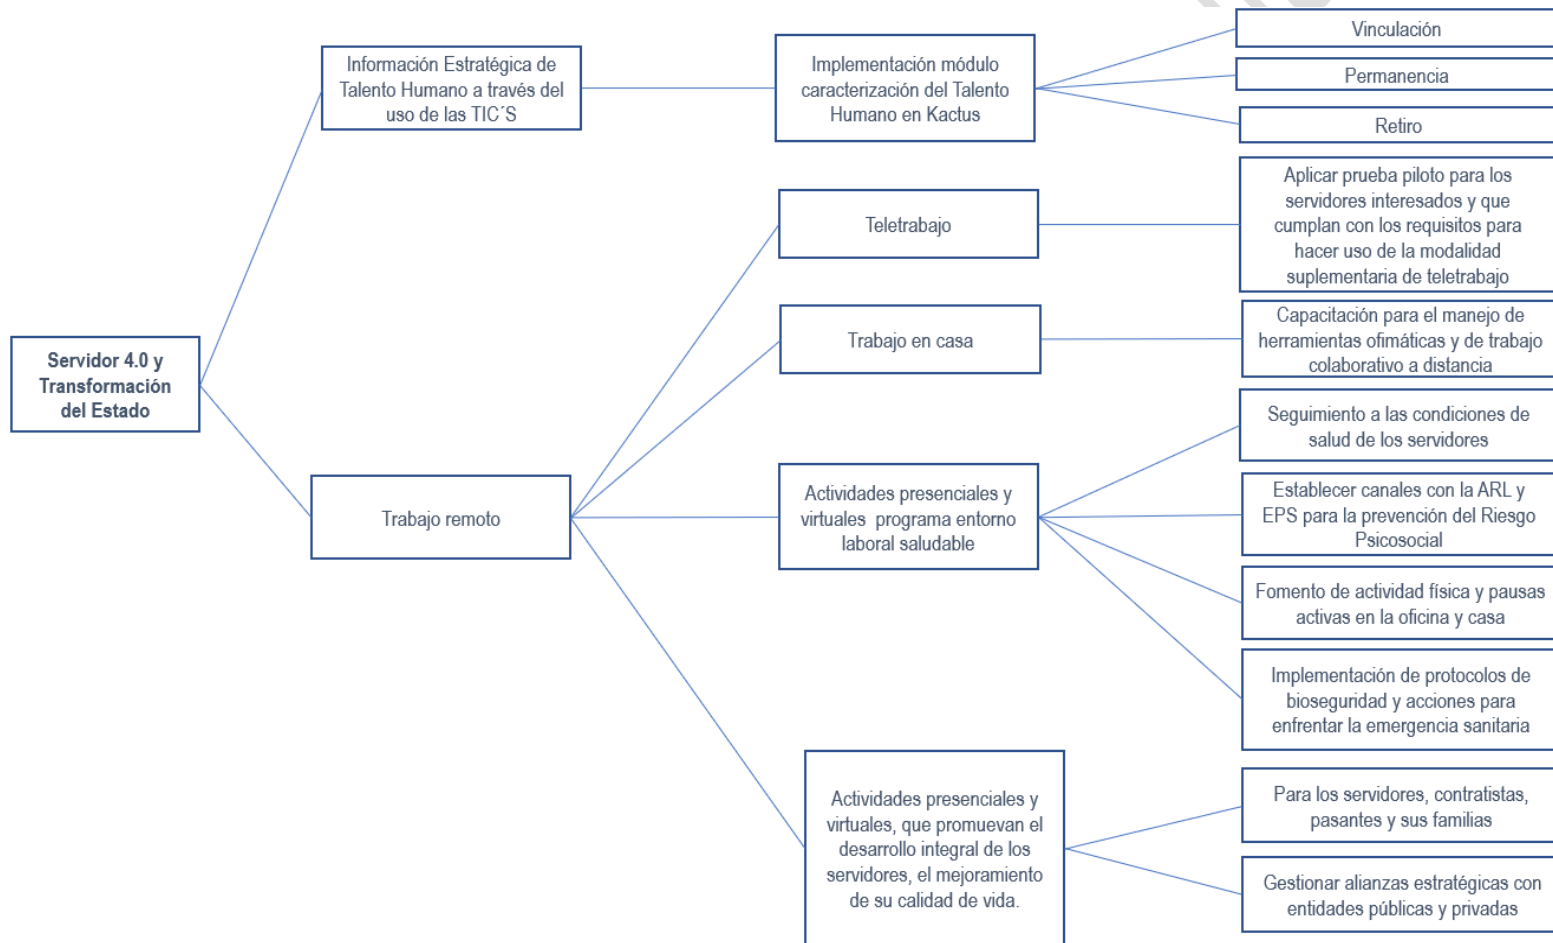 Servidor 4.0 y
Transformación
del Estado
Información Estratégica de
Talento Humano a través del
uso de las TIC´S
Implementación módulo
caracterización del Talento
Humano en Kactus
Vinculación
Permanencia
Retiro
Trabajo remoto
Teletrabajo
Aplicar prueba piloto para los
servidores interesados y que
cumplan con los requisitos para
hacer uso de la modalidad
suplementaria de teletrabajo
Trabajo en casa
Capacitación para el manejo de
herramientas ofimáticas y de trabajo
colaborativo a distancia
Actividades presenciales y
virtuales programa entorno
laboral saludable
Seguimiento a las condiciones de
salud de los servidores
Establecer canales con la ARL y
EPS para la prevención del Riesgo
Psicosocial
Fomento de actividad física y pausas
activas en la oficina y casa
Implementación de protocolos de
bioseguridad y acciones para
enfrentar la emergencia sanitaria
Actividades presenciales y
virtuales, que promuevan el
desarrollo integral de los
servidores, el mejoramiento
de su calidad de vida.
Para los servidores, contratistas,
pasantes y sus familias
Gestionar alianzas estratégicas con
entidades públicas y privadas